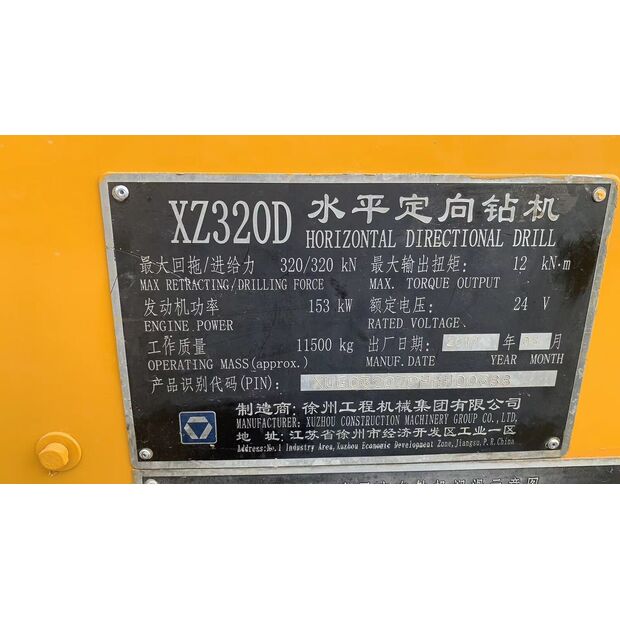 XZ320D 水平定向钻机
HORIZONTAL DIRECTIONAL DRILL
最大回拖/进给力 320/320 kN 最大输出扭矩: 12 kN·m
MAX RETRACTING/DRILLING FORCE MAX. TORQUE OUTPUT
发动机功率 153 kW 额定电压: 24 V
ENGINE POWER RATED VOLTAGE、
工作质量 11500 kg 出厂日期: 年 月
OPERATING MASS(approx.) MANUF.DATE YEAR MONTH
产品识别代码(PIN):
制造商: 徐州工程机械集团有限公司
MANUFACTURER: XUZHOU CONSTRUCTION MACHINERY GROUP CO.,LTD.
地 址: 江苏省徐州市经济开发区工业一区
Address:No.1 Industry Area,Xuzhou Economic Development Zone,Jiangsu,P.R.China